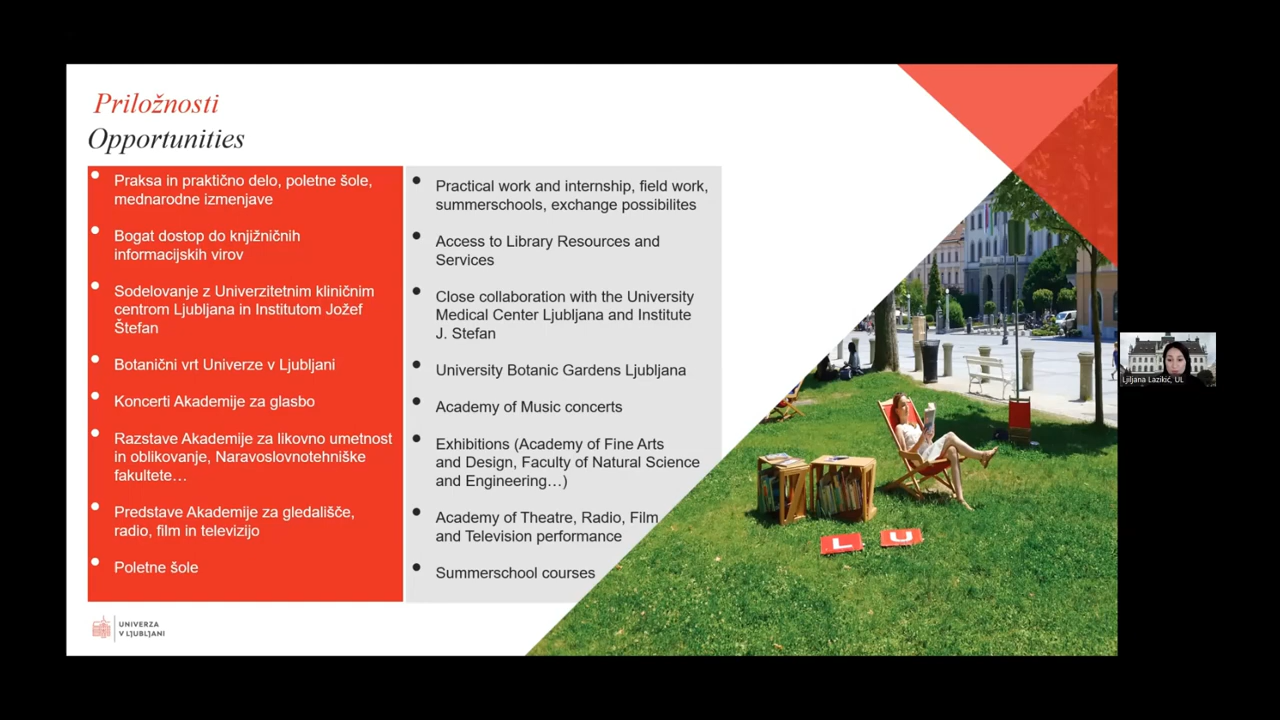 Priložnosti
Opportunities
Praksa in praktično delo, poletne šole,
mednarodne izmenjave
Bogat dostop do knjižničnih
informacijskih virov
Sodelovanje z Univerzitetnim kliničnim
centrom Ljubljana in Institutom Jožef
Štefan
Botanični vrt Univerze v Ljubljani
Koncerti Akademije za glasbo
Razstave Akademije za likovno umetnost
in oblikovanje, Naravoslovnotehniške
fakultete…
Predstave Akademije za gledališče,
radio, film in televizijo
Poletne šole
Practical work and internship, field work,
summerschools, exchange possibilites
Access to Library Resources and
Services
Close collaboration with the University
Medical Center Ljubljana and Institute
J. Stefan
University Botanic Gardens Ljubljana
Academy of Music concerts
Exhibitions (Academy of Fine Arts
and Design, Faculty of Natural Science
and Engineering…)
Academy of Theatre, Radio, Film
and Television performance
Summerschool courses
L U
UNIVERZA
V LJUBLJANI
Ljiljana Lazikić, UL